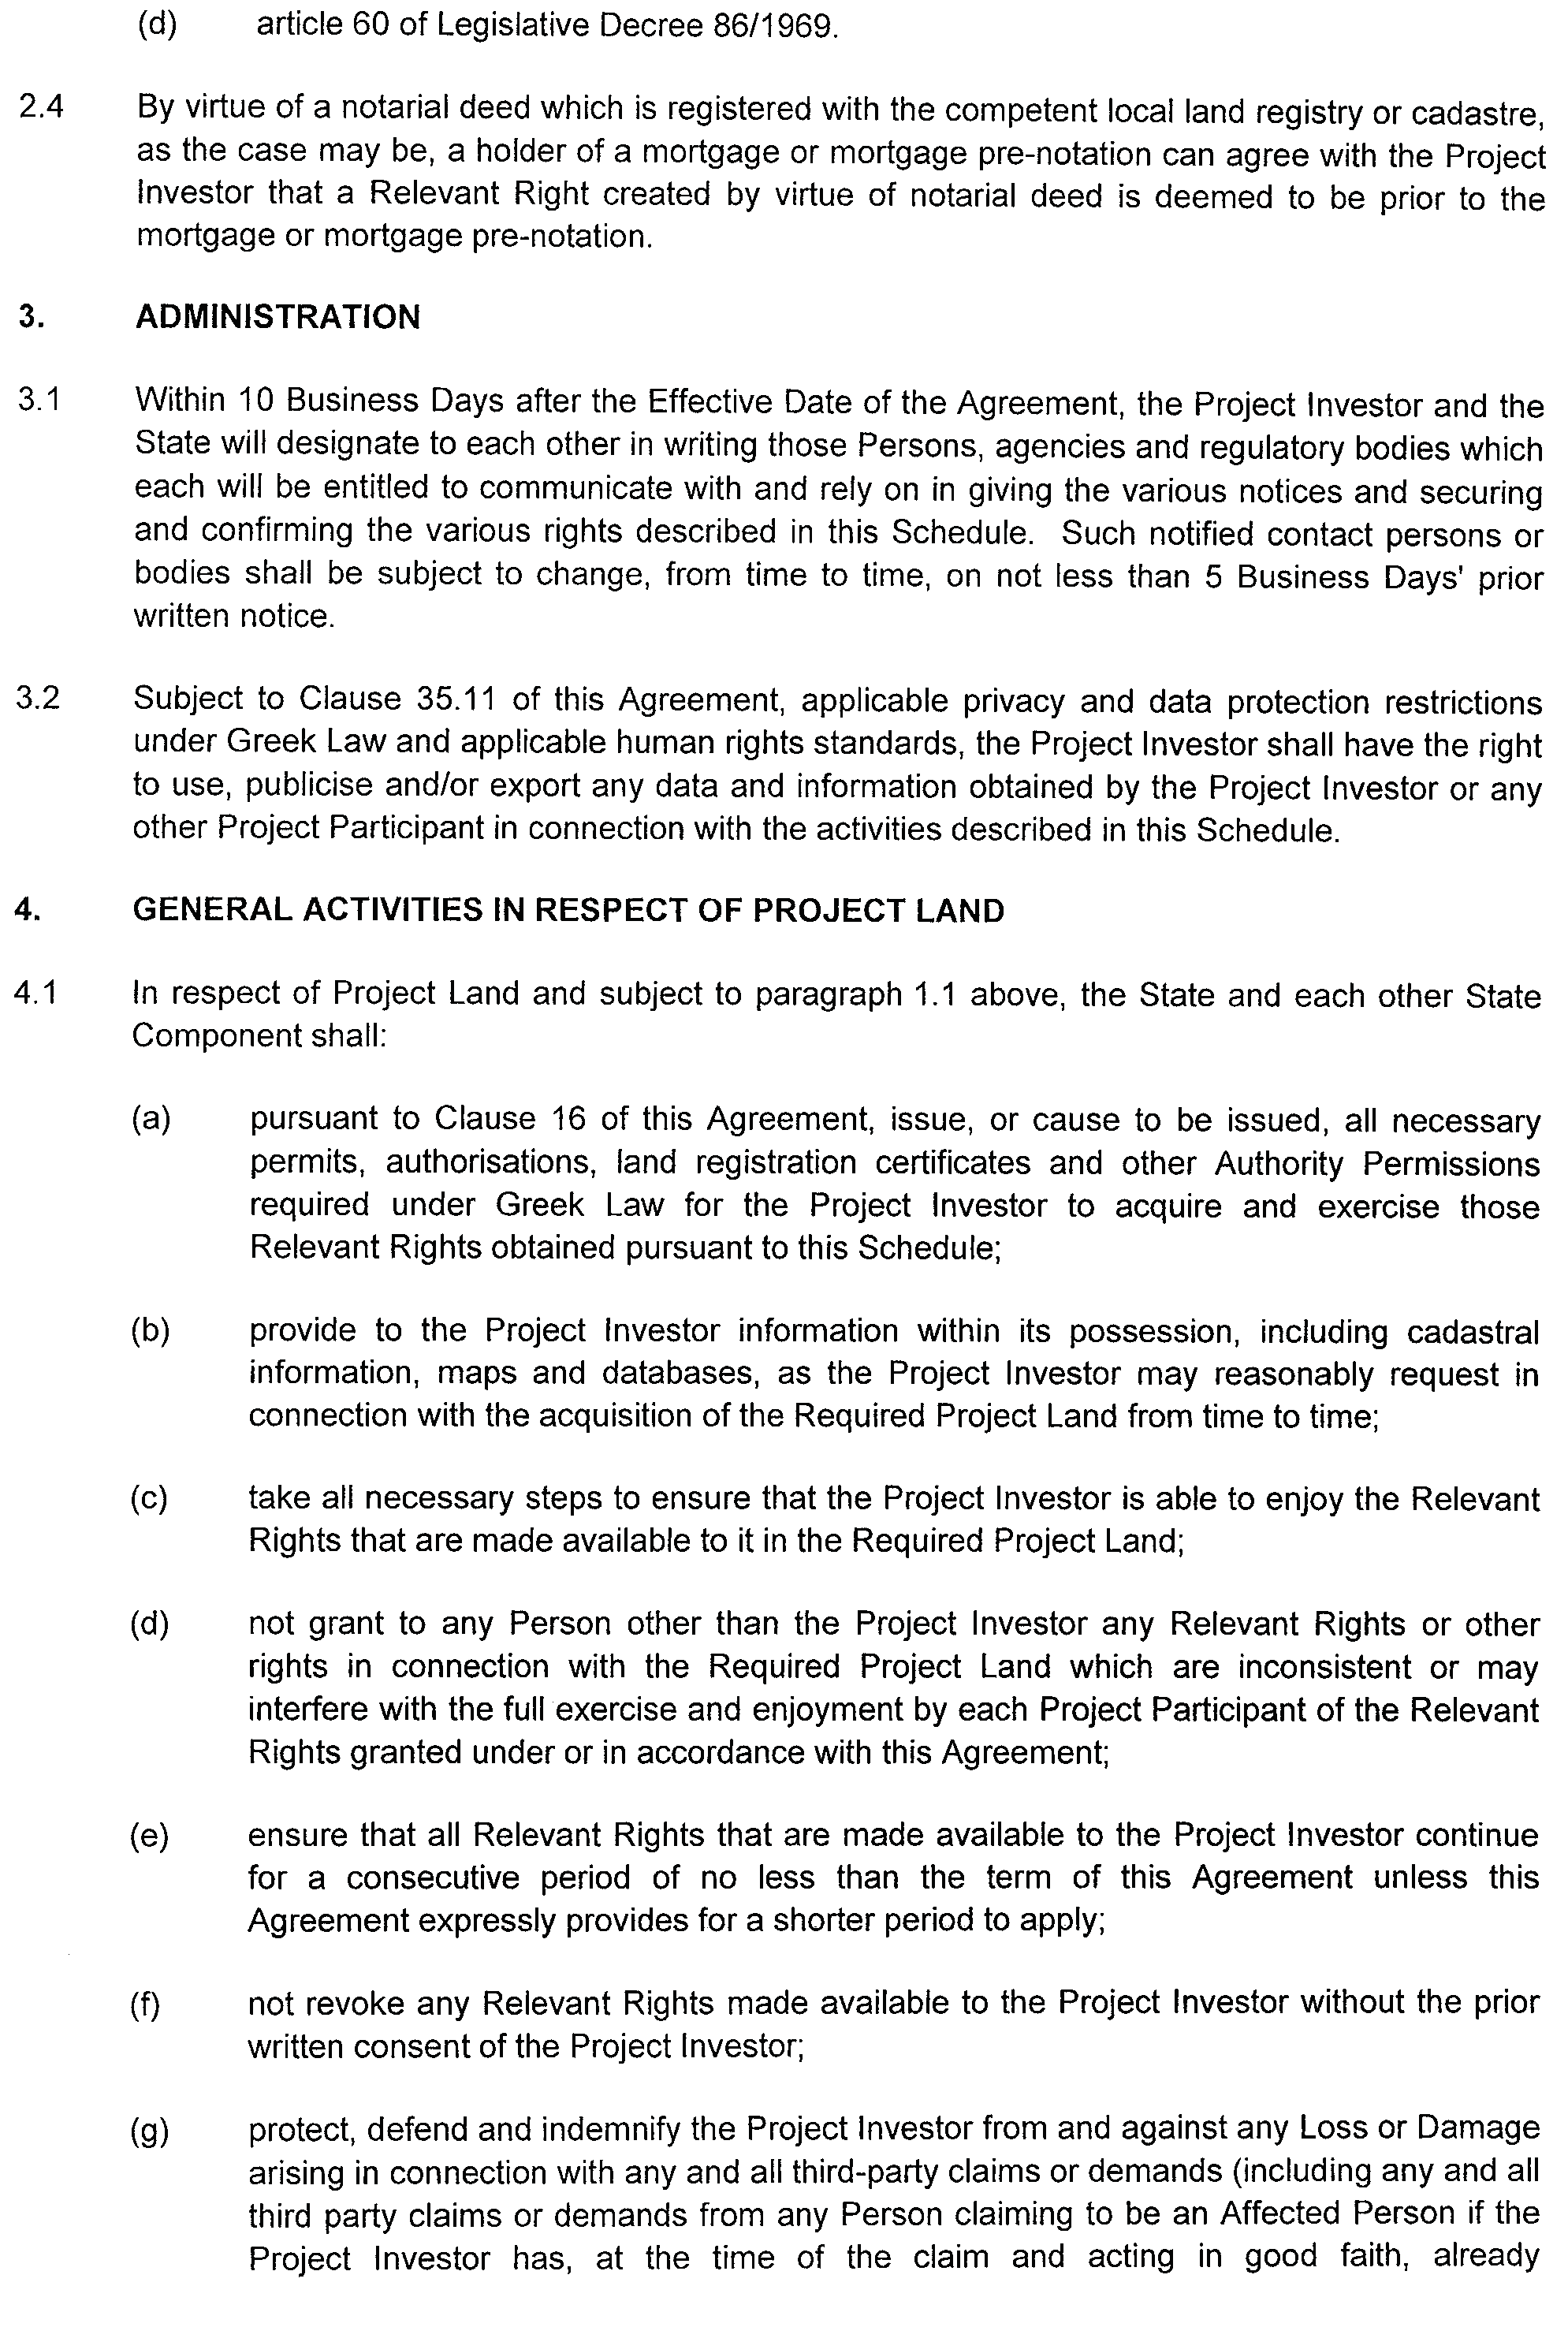 (d) article 60 of Legislative Decree 86/1969.
2.4 By virtue of a notarial deed which is registered with the competent local land registry or cadastre,
as the case may be, a holder of a mortgage or mortgage pre-notation can agree with the Project
Investor that a Relevant Right created by virtue of notarial deed is deemed to be prior to the
mortgage or mortgage pre-notation.
3. ADMINISTRATION
3.1 Within 10 Business Days after the Effective Date of the Agreement, the Project Investor and the
State will designate to each other in writing those Persons, agencies and regulatory bodies which
each will be entitled to communicate with and rely on in giving the various notices and securing
and confirming the various rights described in this Schedule. Such notified contact persons or
bodies shall be subject to change, from time to time, on not less than 5 Business Days' prior
written notice.
3.2 Subject to Clause 35.11 of this Agreement, applicable privacy and data protection restrictions
under Greek Law and applicable human rights standards, the Project Investor shall have the right
to use, publicise and/or export any data and information obtained by the Project Investor or any
other Project Participant in connection with the activities described in this Schedule.
4. GENERAL ACTIVITIES IN RESPECT OF PROJECT LAND
4.1 In respect of Project Land and subject to paragraph 1.1 above, the State and each other State
Component shall:
(a) pursuant to Clause 16 of this Agreement, issue, or cause to be issued, all necessary
permits, authorisations, land registration certificates and other Authority Permissions
required under Greek Law for the Project Investor to acquire and exercise those
Relevant Rights obtained pursuant to this Schedule;
(b) provide to the Project Investor information within its possession, including cadastral
information, maps and databases, as the Project Investor may reasonably request in
connection with the acquisition of the Required Project Land from time to time;
(c) take all necessary steps to ensure that the Project Investor is able to enjoy the Relevant
Rights that are made available to it in the Required Project Land;
(d) not grant to any Person other than the Project Investor any Relevant Rights or other
rights in connection with the Required Project Land which are inconsistent or may
interfere with the full exercise and enjoyment by each Project Participant of the Relevant
Rights granted under or in accordance with this Agreement;
(e) ensure that all Relevant Rights that are made available to the Project Investor continue
for a consecutive period of no less than the term of this Agreement unless this
Agreement expressly provides for a shorter period to apply;
(f) not revoke any Relevant Rights made available to the Project Investor without the prior
written consent of the Project Investor;
(g) protect, defend and indemnify the Project Investor from and against any Loss or Damage
arising in connection with any and all third-party claims or demands (including any and all
third party claims or demands from any Person claiming to be an Affected Person if the
Project Investor has, at the time of the claim and acting in good faith, already